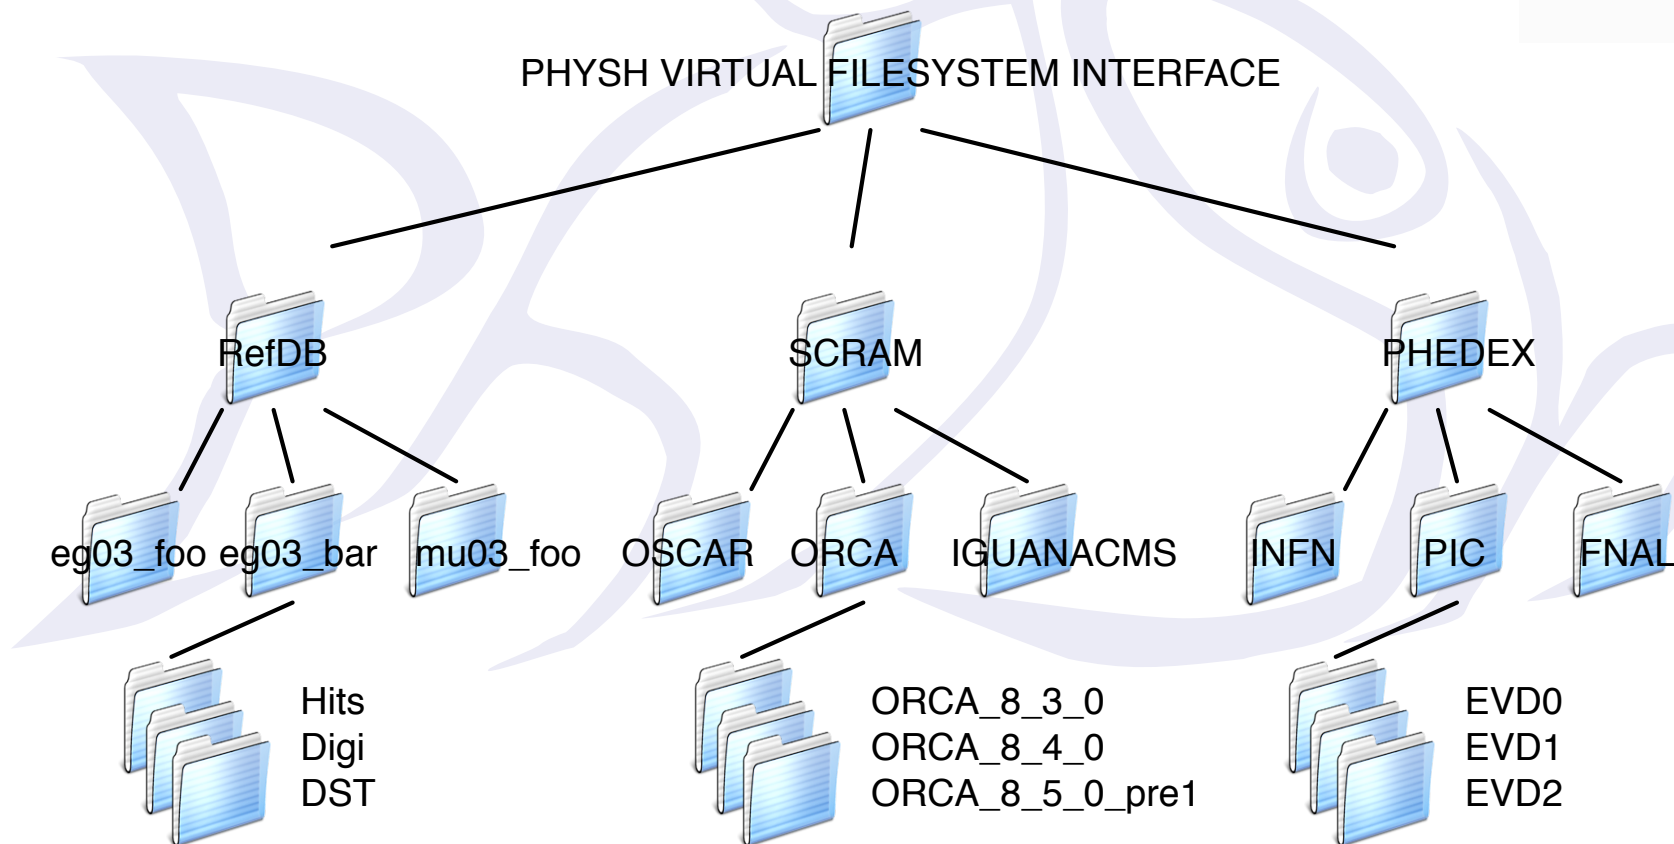 PHYSH VIRTUAL FILESYSTEM INTERFACE
RefDB
SCRAM
PHEDEX
eg03_foo
eg03_bar
mu03_foo
OSCAR
ORCA
IGUANACMS
INFN
PIC
FNAL
Hits
Digi
DST
ORCA_8_3_0
ORCA_8_4_0
ORCA_8_5_0_pre1
EVD0
EVD1
EVD2